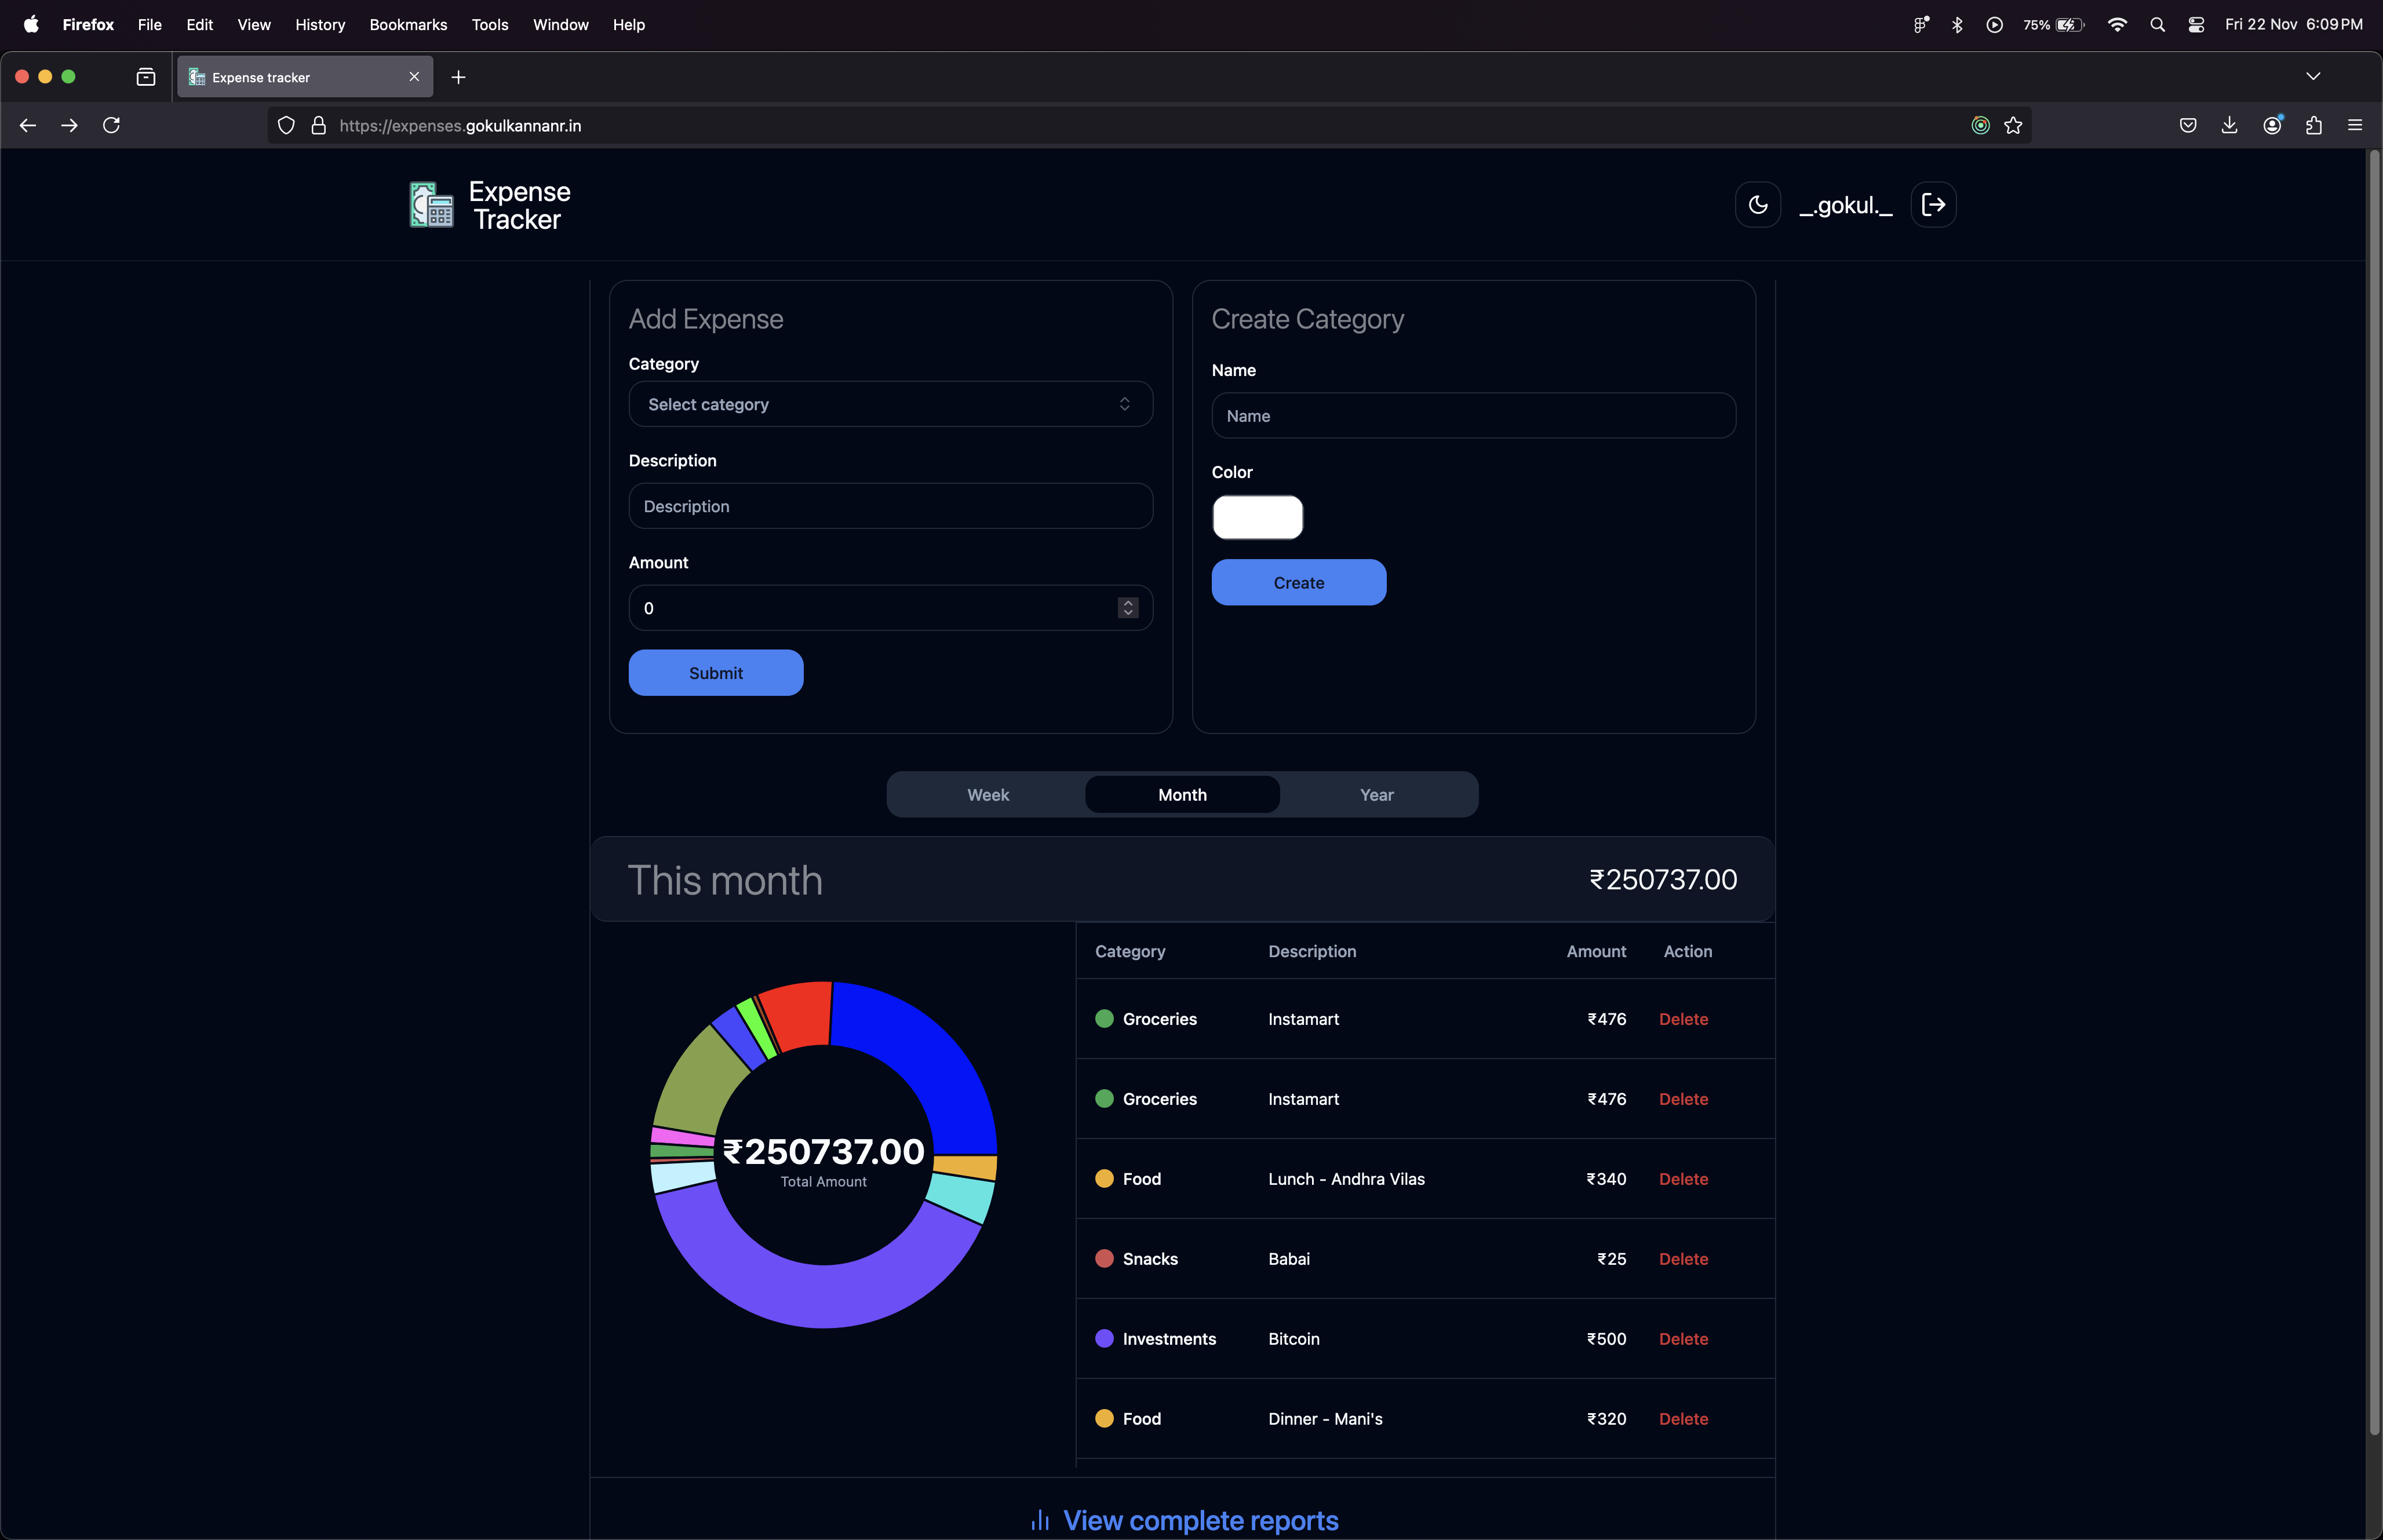 Firefox File Edit View History Bookmarks Tools Window Help 75% Fri 22 Nov 6:09 PM
Expense tracker
https://expenses.gokulkannanr.in
Expense
Tracker
_.gokul._
Add Expense
Category
Select category
Description
Description
Amount
0
Submit
Create Category
Name
Name
Color
Create
Week Month Year
This month ₹250737.00
₹250737.00
Total Amount
Category Description Amount Action
Groceries Instamart ₹476 Delete
Groceries Instamart ₹476 Delete
Food Lunch - Andhra Vilas ₹340 Delete
Snacks Babai ₹25 Delete
Investments Bitcoin ₹500 Delete
Food Dinner - Mani's ₹320 Delete
View complete reports